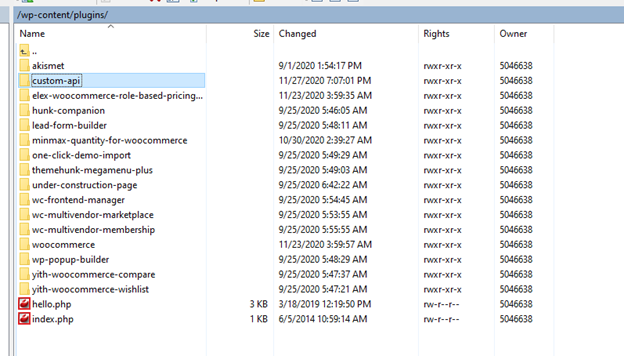 /wp-content/plugins/
Name Size Changed Rights Owner
..
akismet 9/1/2020 1:54:17 PM rwxr-xr-x 5046638
custom-api 11/27/2020 7:07:01 PM rwxr-xr-x 5046638
elex-woocommerce-role-based-pricing... 11/23/2020 3:59:35 AM rwxr-xr-x 5046638
hunk-companion 9/25/2020 5:46:05 AM rwxr-xr-x 5046638
lead-form-builder 9/25/2020 5:48:11 AM rwxr-xr-x 5046638
minmax-quantity-for-woocommerce 10/30/2020 2:39:27 AM rwxr-xr-x 5046638
one-click-demo-import 9/25/2020 5:49:29 AM rwxr-xr-x 5046638
themehunk-megamenu-plus 9/25/2020 5:49:03 AM rwxr-xr-x 5046638
under-construction-page 9/25/2020 6:42:22 AM rwxr-xr-x 5046638
wc-frontend-manager 9/25/2020 5:54:45 AM rwxr-xr-x 5046638
wc-multivendor-marketplace 9/25/2020 5:53:55 AM rwxr-xr-x 5046638
wc-multivendor-membership 9/25/2020 5:55:55 AM rwxr-xr-x 5046638
woocommerce 11/23/2020 3:59:57 AM rwxr-xr-x 5046638
wp-popup-builder 9/25/2020 5:48:29 AM rwxr-xr-x 5046638
yith-woocommerce-compare 9/25/2020 5:47:37 AM rwxr-xr-x 5046638
yith-woocommerce-wishlist 9/25/2020 5:47:21 AM rwxr-xr-x 5046638
hello.php 3 KB 3/18/2019 12:19:50 PM rw-r--r-- 5046638
index.php 1 KB 6/5/2014 10:59:14 AM rw-r--r-- 5046638